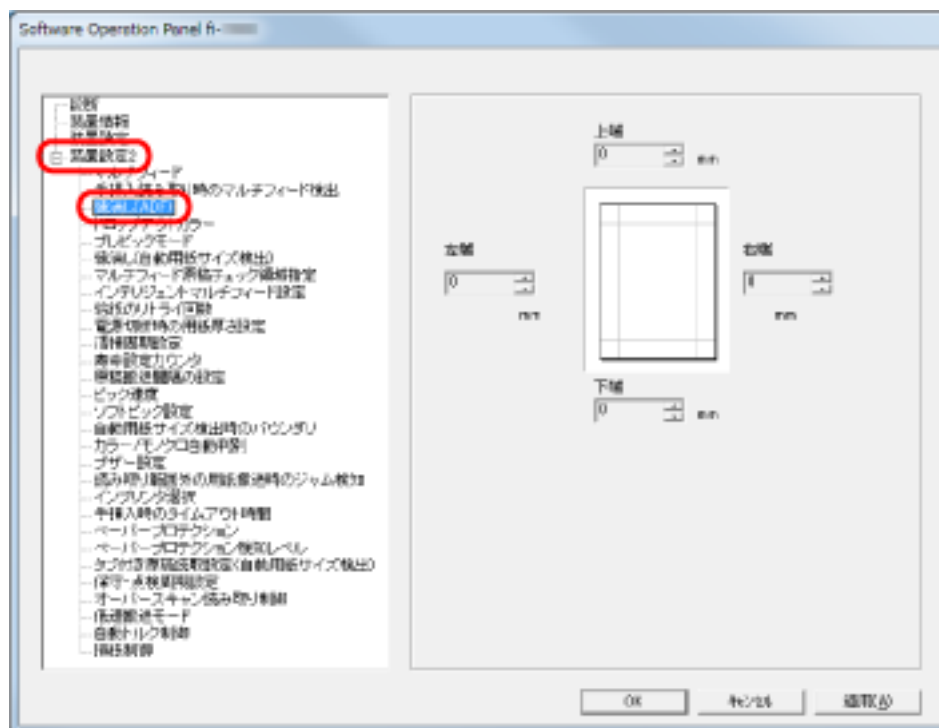 Software Operation Panel fi-
診断
装置情報
装置設定
装置設定2
マルチフィード
手挿入読み取り時のマルチフィード検出
縁消し(ADF)
ドロップアウトカラー
プレピックモード
縁消し(自動用紙サイズ検出)
マルチフィード原稿チェック領域指定
インテリジェントマルチフィード設定
給紙のリトライ回数
電源切断時の用紙厚さ設定
清掃周期設定
寿命設定カウンタ
原稿搬送間隔の設定
ピック速度
ソフトピック設定
自動用紙サイズ検出時のバウンダリ
カラー/モノクロ自動判別
ブザー設定
読み取り範囲外の用紙搬送時のジャム検知
インプリンタ選択
手挿入時のタイムアウト時間
ペーパープロテクション
ペーパープロテクション検知レベル
タブ付き原稿読取設定(自動用紙サイズ検出)
保守・点検周期設定
オーバースキャン読み取り制御
低速搬送モード
自動トルク制御
捌紙制御
上端
0 mm
左端
0
mm
右端
0
mm
下端
0 mm
OK キャンセル 適用(A)